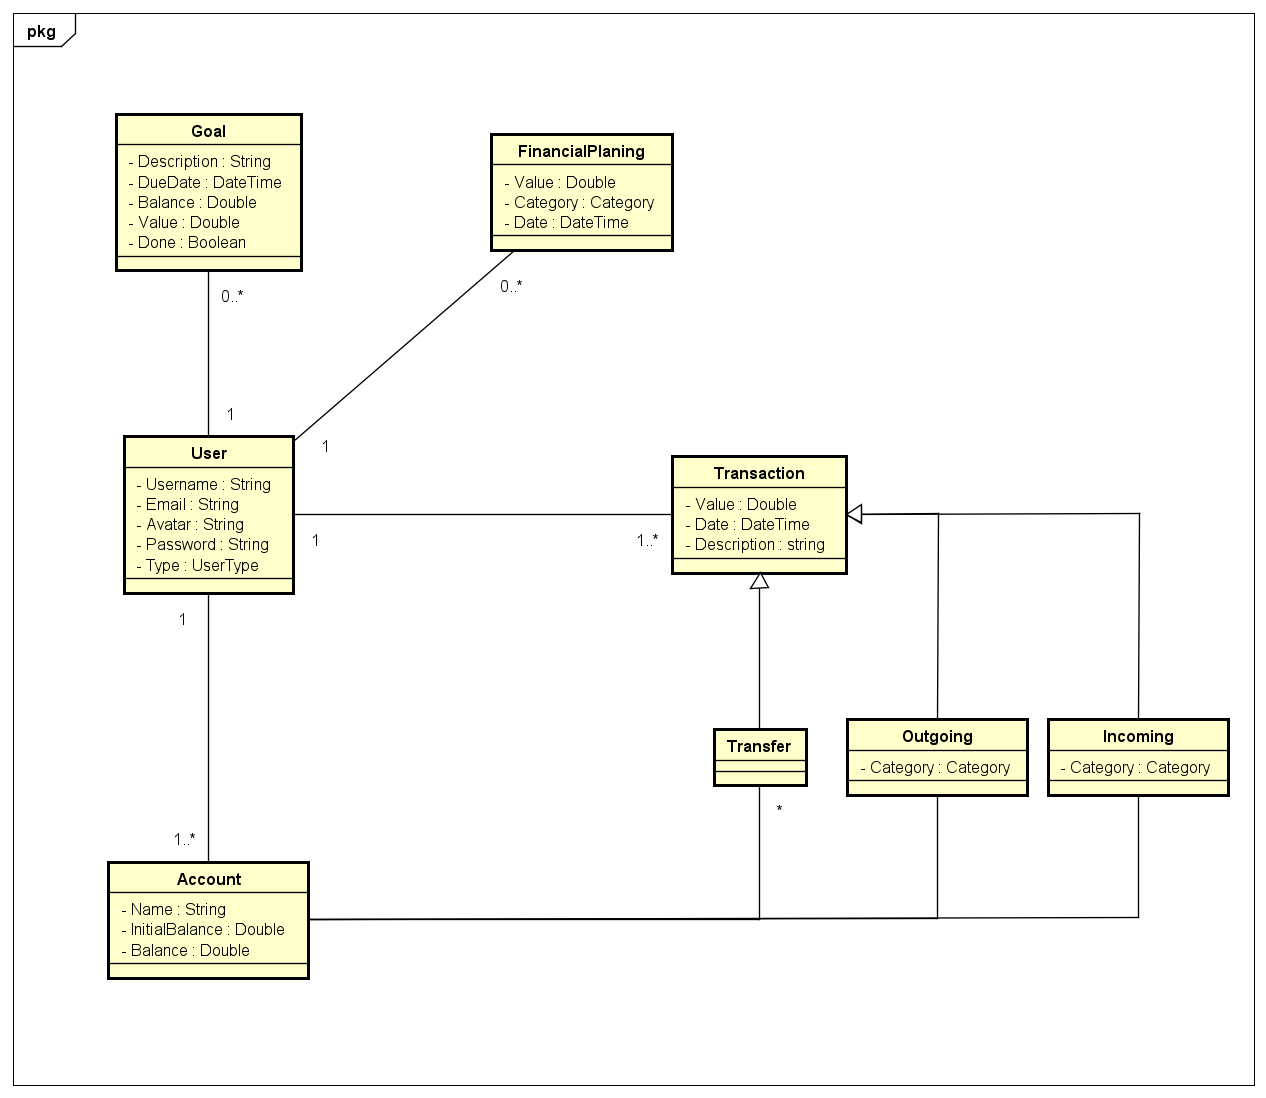 pkg
Goal
- Description : String
- DueDate : DateTime
- Balance : Double
- Value : Double
- Done : Boolean
FinancialPlaning
- Value : Double
- Category : Category
- Date : DateTime
0..*
0..*
1
1
User
- Username : String
- Email : String
- Avatar : String
- Password : String
- Type : UserType
Transaction
- Value : Double
- Date : DateTime
- Description : string
1
1..*
1
Transfer
Outgoing
- Category : Category
Incoming
- Category : Category
*
1..*
Account
- Name : String
- InitialBalance : Double
- Balance : Double